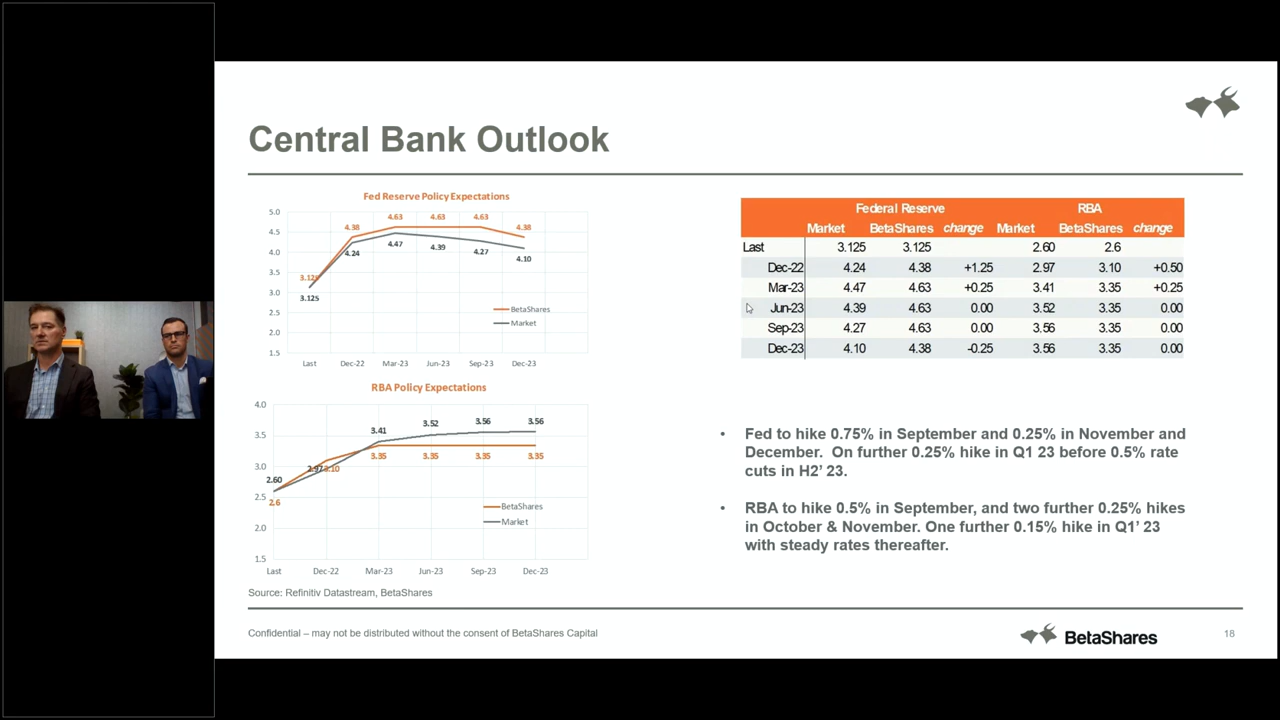 Central Bank Outlook
Fed Reserve Policy Expectations
5.0
4.5
4.0
3.5
3.0
2.5
2.0
1.5
4.38
4.63
4.63
4.63
4.38
4.24
4.47
4.39
4.27
4.10
3.125
3.125
BetaShares
Market
Last Dec-22 Mar-23 Jun-23 Sep-23 Dec-23
RBA Policy Expectations
4.0
3.5
3.0
2.5
2.0
1.5
3.41
3.52
3.56
3.56
2.60
2.97
3.10
3.35
3.35
3.35
3.35
2.6
BetaShares
Market
Last Dec-22 Mar-23 Jun-23 Sep-23 Dec-23
Source: Refinitiv Datastream, BetaShares
Federal Reserve RBA
Market BetaShares change Market BetaShares change
Last 3.125 3.125 2.60 2.6
Dec-22 4.24 4.38 +1.25 2.97 3.10 +0.50
Mar-23 4.47 4.63 +0.25 3.41 3.35 +0.25
Jun-23 4.39 4.63 0.00 3.52 3.35 0.00
Sep-23 4.27 4.63 0.00 3.56 3.35 0.00
Dec-23 4.10 4.38 -0.25 3.56 3.35 0.00
• Fed to hike 0.75% in September and 0.25% in November and
December. On further 0.25% hike in Q1 23 before 0.5% rate
cuts in H2' 23.
• RBA to hike 0.5% in September, and two further 0.25% hikes
in October & November. One further 0.15% hike in Q1' 23
with steady rates thereafter.
Confidential – may not be distributed without the consent of BetaShares Capital
BetaShares
18